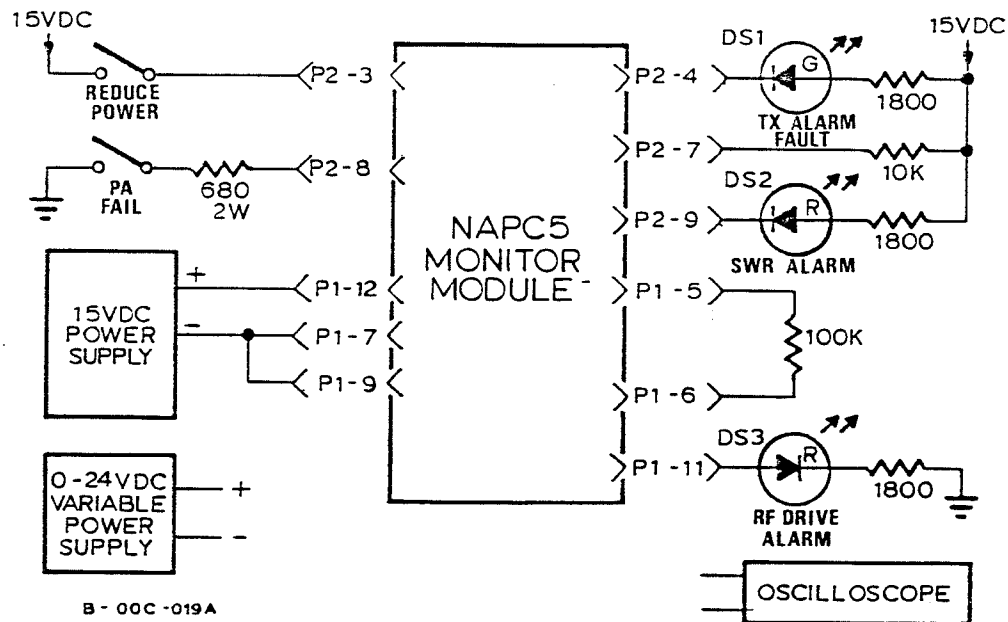 15VDC
REDUCE
POWER
P2-3
PA
FAIL
680
2W
P2-8
+
-
15VDC
POWER
SUPPLY
P1-12
P1-7
P1-9
0-24VDC
VARIABLE
POWER
SUPPLY
+
-
B-00C-019A
NAPC5
MONITOR
MODULE
15VDC
P2-4
DS1
G
TX ALARM
FAULT
1800
P2-7
10K
P2-9
DS2
R
SWR ALARM
1800
P1-5
100K
P1-6
P1-11
DS3
R
RF DRIVE
ALARM
1800
OSCILLOSCOPE